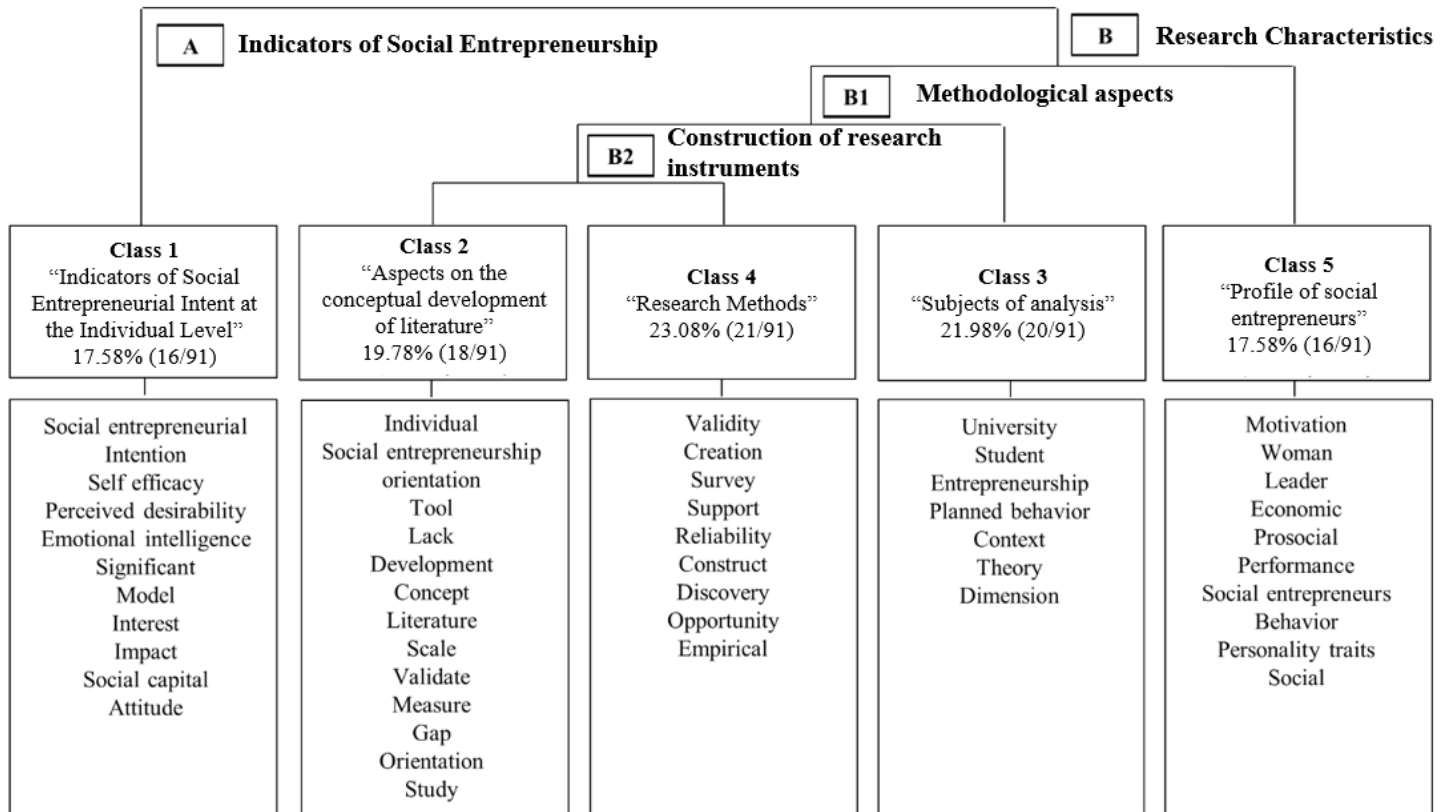 A
Indicators of Social Entrepreneurship
B
Research Characteristics
B1
Methodological aspects
B2
Construction of research
instruments
Class 1
“Indicators of Social
Entrepreneurial Intent at
the Individual Level”
17.58% (16/91)
Class 2
“Aspects on the
conceptual development
of literature”
19.78% (18/91)
Class 4
“Research Methods”
23.08% (21/91)
Class 3
“Subjects of analysis”
21.98% (20/91)
Class 5
“Profile of social
entrepreneurs”
17.58% (16/91)
Social entrepreneurial
Intention
Self efficacy
Perceived desirability
Emotional intelligence
Significant
Model
Interest
Impact
Social capital
Attitude
Individual
Social entrepreneurship
orientation
Tool
Lack
Development
Concept
Literature
Scale
Validate
Measure
Gap
Orientation
Study
Validity
Creation
Survey
Support
Reliability
Construct
Discovery
Opportunity
Empirical
University
Student
Entrepreneurship
Planned behavior
Context
Theory
Dimension
Motivation
Woman
Leader
Economic
Prosocial
Performance
Social entrepreneurs
Behavior
Personality traits
Social